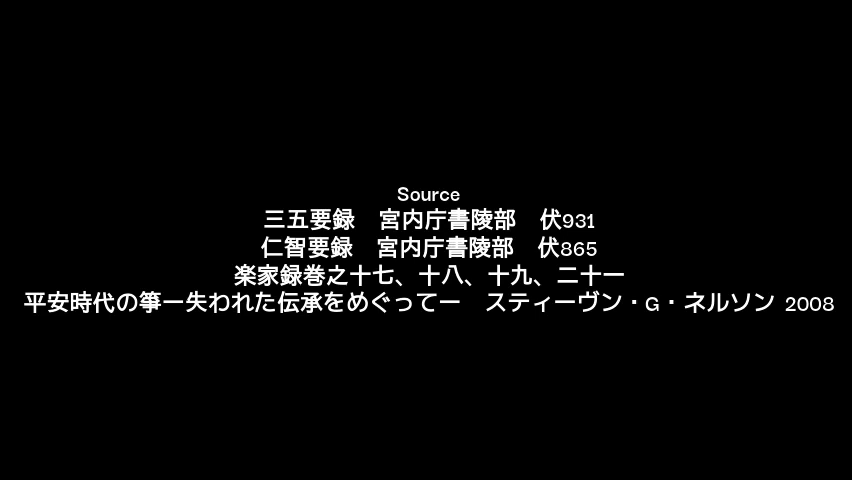 Source
三五要録　宮内庁書陵部　伏931
仁智要録　宮内庁書陵部　伏865
楽家録巻之十七、十八、十九、二十一
平安時代の箏ー失われた伝承をめぐってー　スティーヴン・G・ネルソン 2008